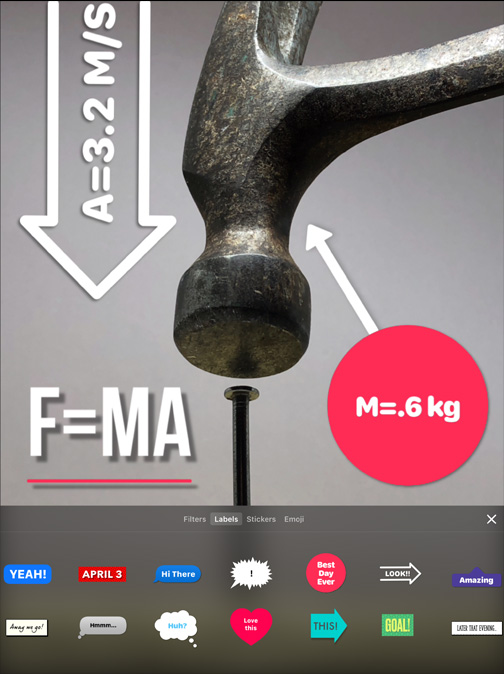 A=3.2 M/S
M=.6 kg
F=MA
Filters Labels Stickers Emoji
YEAH!
APRIL 3
Hi There
!
Best
Day
Ever
LOOK!!
Amazing
Away we go!
Hmmm...
Huh?
Love
this
THIS!
GOAL!
LATER THAT EVENING..